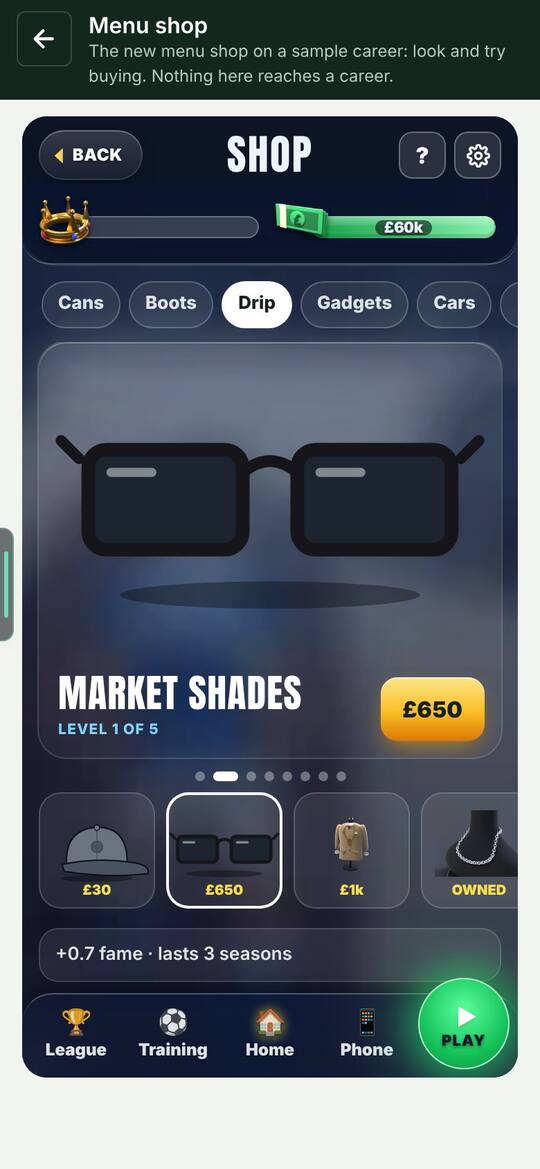 Menu shop
The new menu shop on a sample career: look and try
buying. Nothing here reaches a career.
BACK
SHOP
?
£60k
Cans
Boots
Drip
Gadgets
Cars
MARKET SHADES
LEVEL 1 OF 5
£650
£30
£650
£1k
OWNED
+0.7 fame · lasts 3 seasons
League
Training
Home
Phone
PLAY